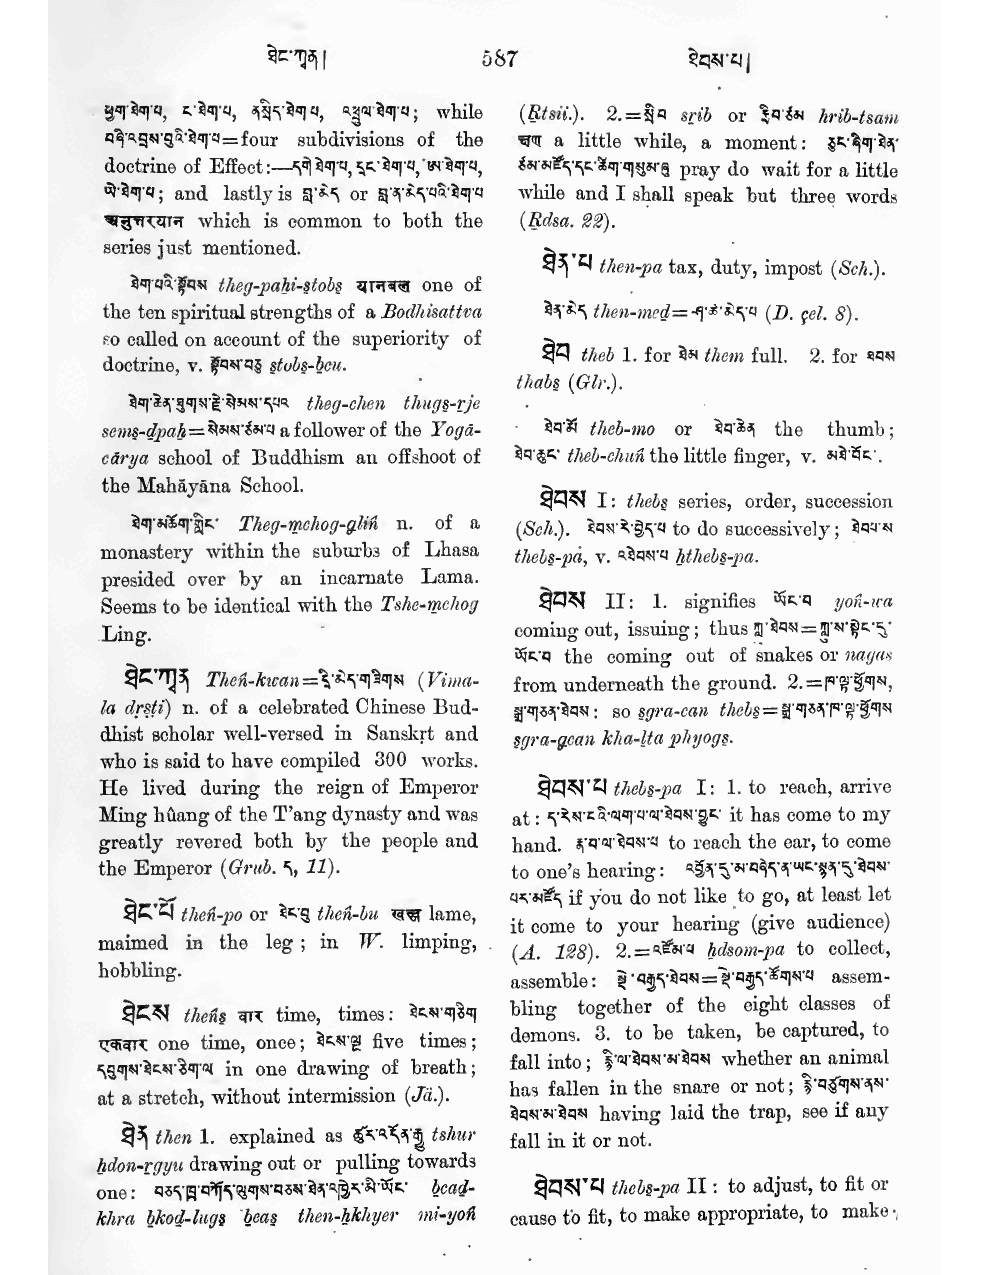 ཐེང་ཀྭན། 587 ཐེབས་པ།
ཕྱག་ཐེག་པ, ང་ཐེག་པ, འཕྲུལ་ཐེག་པ; while
=four subdivisions of the
doctrine of Effect:—
ཡེ་ཐེག་པ; and lastly is བླ་མེད or བླ་ན་མེད་པའི་ཐེག་པ
अनुत्तरयान which is common to both the
series just mentioned.
ཐེག་པའི་སྟོབས theg-paḥi-stobs यानबल one of
the ten spiritual strengths of a Bodhisattva
so called on account of the superiority of
doctrine, v. སྟོབས་བཅུ stobs-bcu.
ཐེག་ཆེན་ཐུགས་རྗེ་སེམས་དཔའ theg-chen thugs-rje
sems-dpaḥ=སེམས་ཙམ་པ a follower of the Yogā-
cārya school of Buddhism an offshoot of
the Mahāyāna School.
ཐེག་མཆོག་གླིང་ Theg-mchog-gliṅ n. of a
monastery within the suburbs of Lhasa
presided over by an incarnate Lama.
Seems to be identical with the Tshe-mchog
Ling.
ཐེང་ཀྭན Theṅ-kwan=དྲི་མེད་གཟིགས (Vima-
la dṛṣṭi) n. of a celebrated Chinese Bud-
dhist scholar well-versed in Sanskṛt and
who is said to have compiled 300 works.
He lived during the reign of Emperor
Ming hûang of the T’ang dynasty and was
greatly revered both by the people and
the Emperor (Grub. ད, 11).
ཐེང་པོ theṅ-po or ཐེང་བུ theṅ-bu खञ्ज lame,
maimed in the leg; in W. limping,
hobbling.
ཐེངས theṅs वार time, times: ཐེངས་གཅིག
एकवार one time, once; ཐེངས་ལྔ five times;
དབུགས་ཐེངས་ཅིག་ལ in one drawing of breath;
at a stretch, without intermission (Jä.).
ཐེན then 1. explained as ཚུར་འདོན་རྒྱུ tshur
ḥdon-rgyu drawing out or pulling towards
one: བཅད་ཁྲ་བཀོད་ལུགས་བཅས་ཐེན་འཁྱེར་མི་ཡོང་ bcad-
khra bkod-lugs bcas then-ḥkhyer mi-yoṅ
(Rtsii.). 2.=སྲིབ srib or ཧྲིབ་ཙམ hrib-tsam
क्षण a little while, a moment: ཅུང་ཞིག་ཐེན་
ཙམ་མཛོད་དང་ཚིག་གསུམ་ཞུ pray do wait for a little
while and I shall speak but three words
(Rdsa. 22).
ཐེན་པ then-pa tax, duty, impost (Sch.).
ཐེན་མེད then-med= (D. çel. 8).
ཐེབ theb 1. for ཐེམ them full. 2. for ཐབས
thabs (Glr.).
ཐེབ་མོ theb-mo or ཐེབ་ཆེན the thumb;
ཐེབ་ཆུང་ theb-chuṅ the little finger, v. མཐེ་བོང་.
ཐེབས I: thebs series, order, succession
(Sch.). ཐེབས་རེ་བྱེད་པ to do successively; ཐེབས་པ
thebs-pa, v. འཐེབས་པ ḥthebs-pa.
ཐེབས II: 1. signifies ཡོང་བ yoṅ-wa
coming out, issuing; thus ཀླུ་ཐེབས=ཀླུ་ས་སྟེང་དུ་
ཡོང་བ the coming out of snakes or nagas
from underneath the ground. 2.=ཁ་ལྟ་ཕྱོགས,
སྒྲ་གཅན་ཐེབས: so sgra-can thebs=སྒྲ་གཅན་ཁ་ལྟ་ཕྱོགས
sgra-gcan kha-lta phyogs.
ཐེབས་པ thebs-pa I: 1. to reach, arrive
at: ད་རེས་ངའི་ལག་པ་ལ་ཐེབས་བྱུང་ it has come to my
hand. རྣ་བ་ལ་ཐེབས་པ to reach the ear, to come
to one’s hearing: བགྲོན་དུ་མ་བཞེད་ན་ཡང་སྙན་དུ་ཐེབས་
པར་མཛོད if you do not like to go, at least let
it come to your hearing (give audience)
(A. 128). 2.=འཛོམ་པ ḥdsom-pa to collect,
assemble: སྡེ་བརྒྱད་ཐེབས=སྡེ་བརྒྱད་ཚོགས་པ assem-
bling together of the eight classes of
demons. 3. to be taken, be captured, to
fall into; རྙི་ལ་ཐེབས་མ་ཐེབས whether an animal
has fallen in the snare or not; རྙི་བཙུགས་ནས་
ཐེབས་མ་ཐེབས having laid the trap, see if any
fall in it or not.
ཐེབས་པ thebs-pa II: to adjust, to fit or
cause to fit, to make appropriate, to make